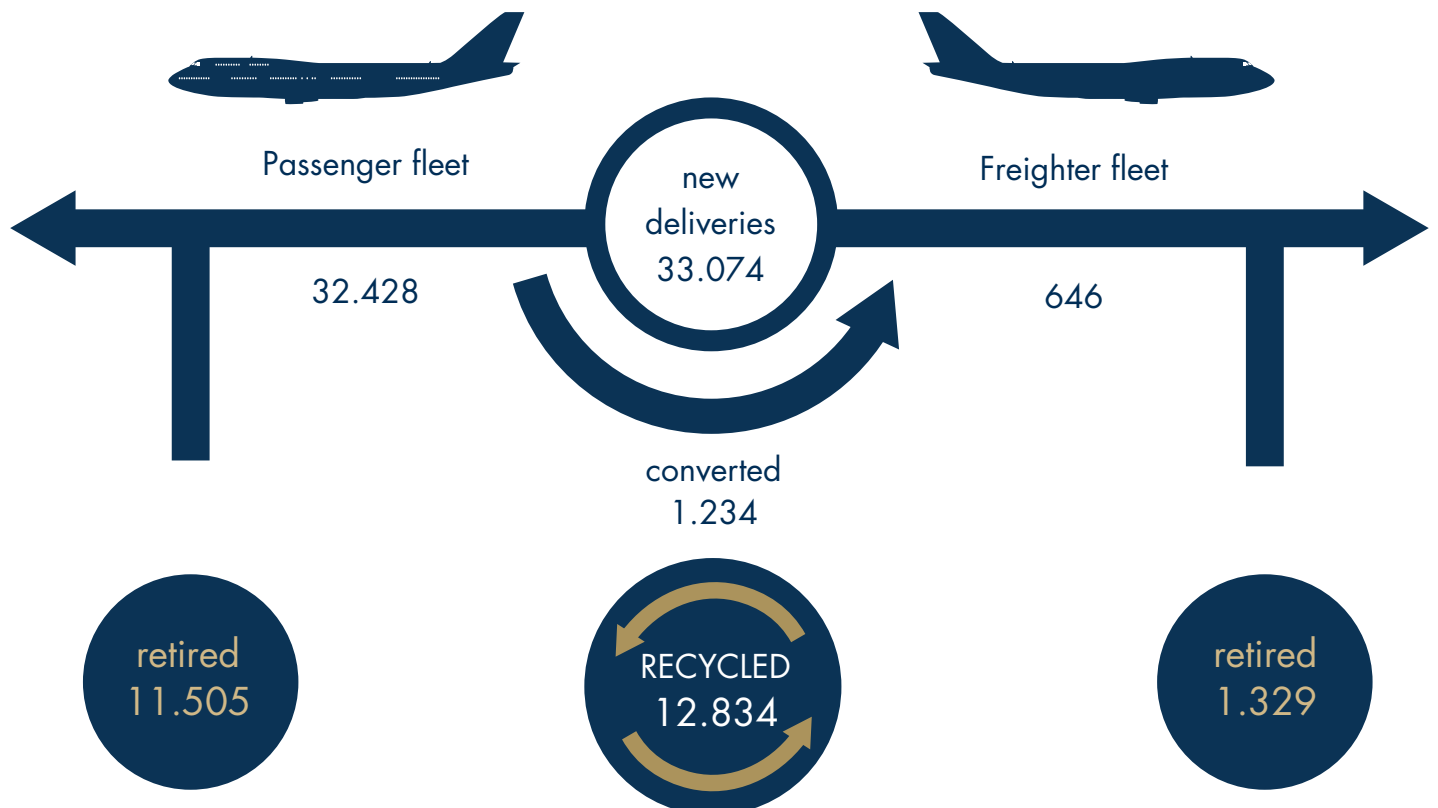 Passenger fleet
32.428
new
deliveries
33.074
Freighter fleet
646
converted
1.234
retired
11.505
RECYCLED
12.834
retired
1.329